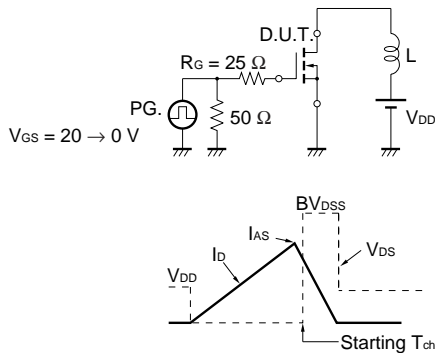 D.U.T.
RG = 25 Ω
L
PG.
50 Ω
VDD
VGS = 20 → 0 V
BVDSS
IAS
ID
VDS
VDD
Starting Tch